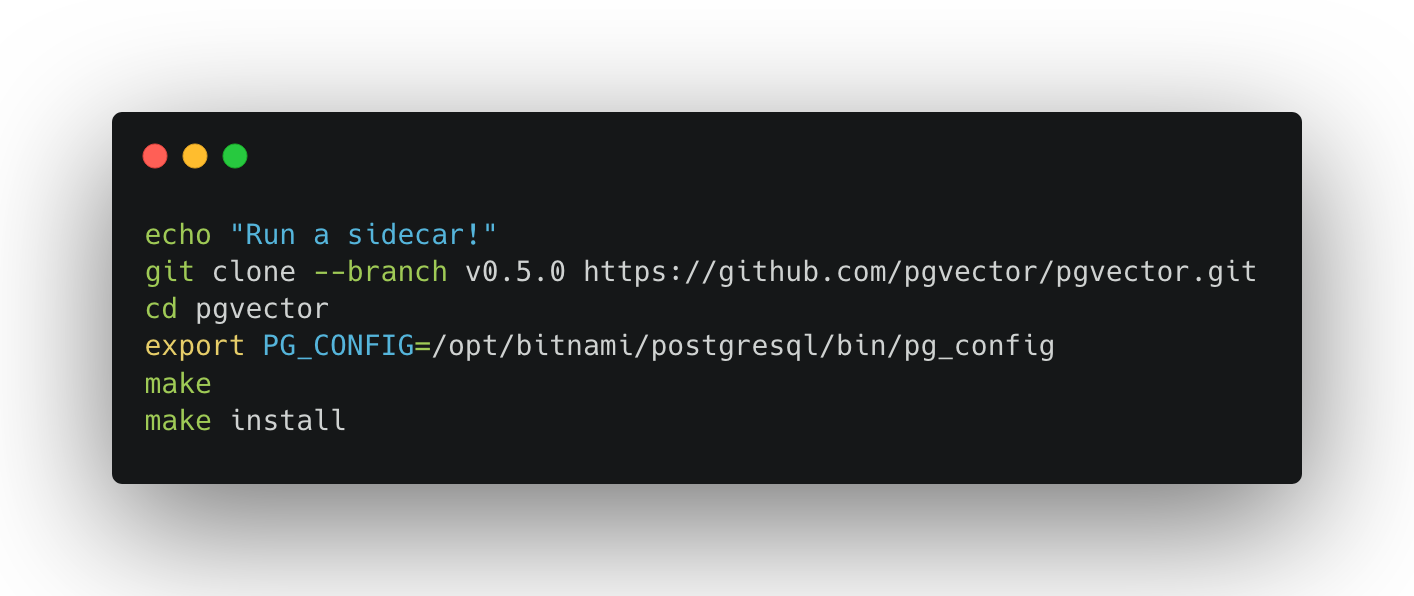 echo "Run a sidecar!"
git clone --branch v0.5.0 https://github.com/pgvector/pgvector.git
cd pgvector
export PG_CONFIG=/opt/bitnami/postgresql/bin/pg_config
make
make install